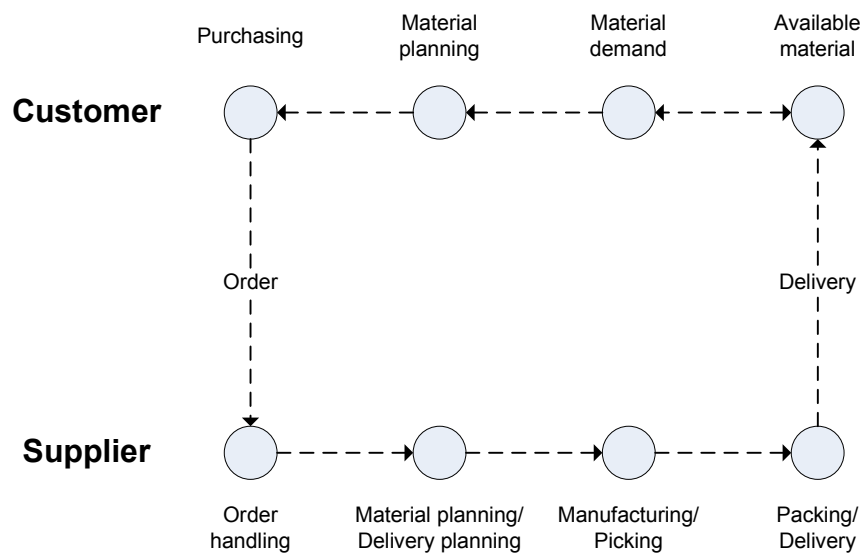 Purchasing
Material
planning
Material
demand
Available
material
Customer
Order
Delivery
Supplier
Order
handling
Material planning/
Delivery planning
Manufacturing/
Picking
Packing/
Delivery